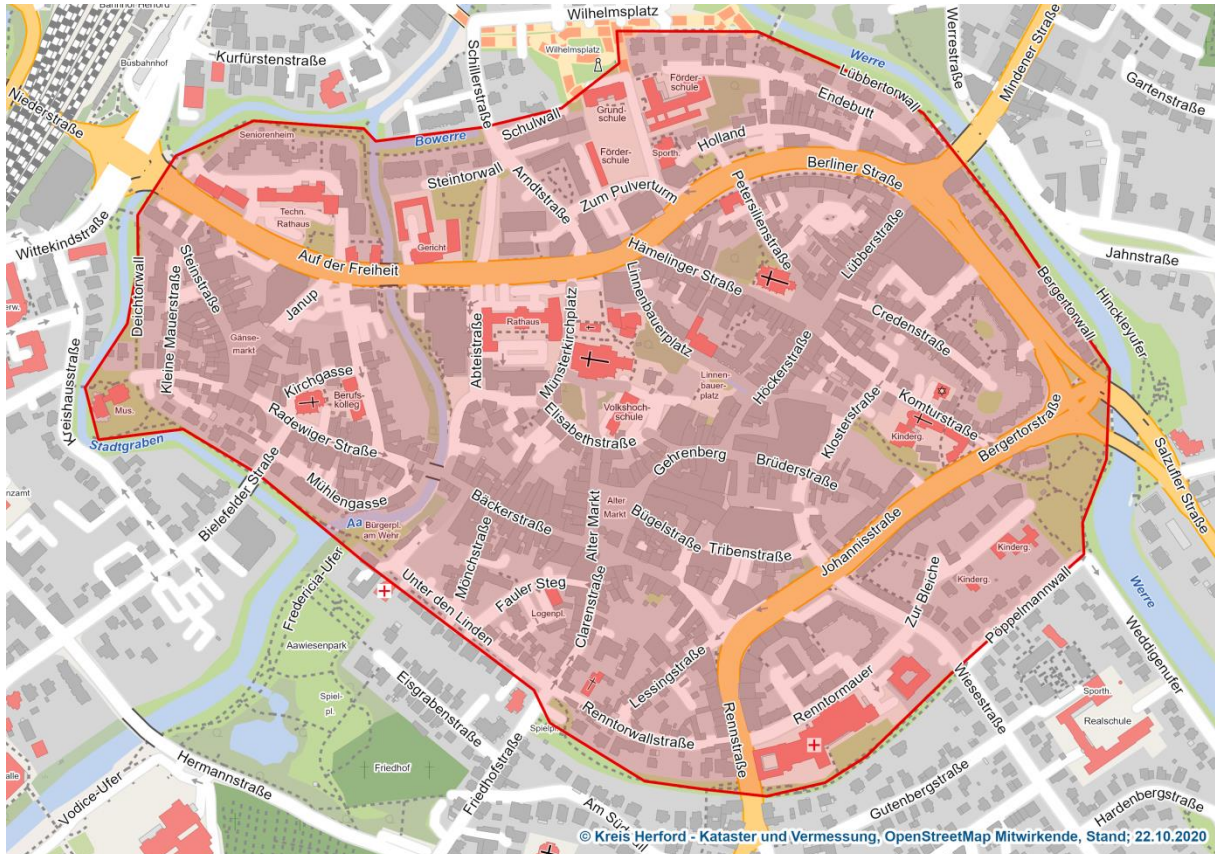 Bahnhof Herford
Busbahnhof
Niederstraße
Kurfürstenstraße
Schillerstraße
Wilhelmsplatz
Wilhelmsplatz
Werre
Werrestraße
Mindener Straße
Gartenstraße
Lübbertorwall
Endebutt
Förder-
schule
Grund-
schule
Förder-
schule
Sporth.
Holland
Schulwall
Bowerre
Seniorenheim
Steintorwall
Arndtstraße
Zum Pulverturm
Berliner Straße
Petersilienstraße
Lübberstraße
Techn.
Rathaus
Gericht
Wittekindstraße
Auf der Freiheit
Hämelinger Straße
Jahnstraße
Hinckleyufer
Bergertorwall
Deichtorwall
Steinstraße
Kleine Mauerstraße
Janup
Gänse-
markt
Abteistraße
Rathaus
Münsterkirchplatz
Linnenbauerplatz
Credenstraße
Kreishausstraße
Mus.
Kirchgasse
Berufs-
kolleg
Linnen-
bauer-
platz
Höckerstraße
Volkshoch-
schule
Elisabethstraße
Klosterstraße
Komturstraße
Kinderg.
Bergertorstraße
Salzufler Straße
Stadtgraben
Radewiger-Straße
Bielefelder Straße
Mühlengasse
Gehrenberg
Brüderstraße
Aa
Bürgerpl.
am Wehr
Bäckerstraße
Alter
Markt
Alter Markt
Bügelstraße
Tribenstraße
Johannisstraße
Mönchstraße
Fauler Steg
Logenpl.
Clarenstraße
Unter den Linden
Fredericia-Ufer
Kinderg.
Kinderg.
Zur Bleiche
Pöppelmannwall
Werre
Weddigenufer
Aawiesenpark
Spiel-
pl.
Eisgrabenstraße
Lessingstraße
Renntormauer
Wiesestraße
Sporth.
Realschule
Spielpl.
Renntorwallstraße
Rennstraße
Friedhof
Friedhofstraße
Hermannstraße
Vodice-Ufer
Gutenbergstraße
Hardenbergstraße
© Kreis Herford - Kataster und Vermessung, OpenStreetMap Mitwirkende, Stand; 22.10.2020